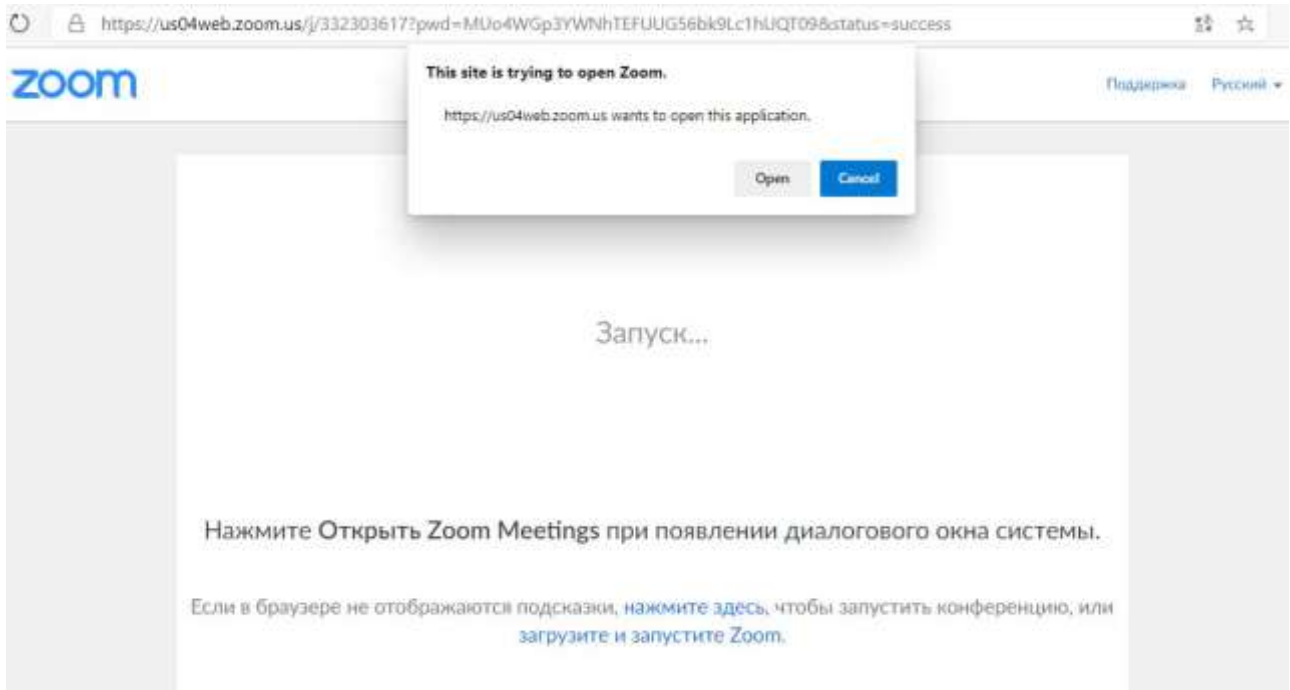 https://us04web.zoom.us/j/332303617?pwd=MUo4WGp3YWNhTEFUUG56bk9Lc1hUQT09&status=success
zoom
Поддержка Русский
This site is trying to open Zoom.
https://us04web.zoom.us wants to open this application.
Open Cancel
Запуск...
Нажмите Открыть Zoom Meetings при появлении диалогового окна системы.
Если в браузере не отображаются подсказки, нажмите здесь, чтобы запустить конференцию, или
загрузите и запустите Zoom.